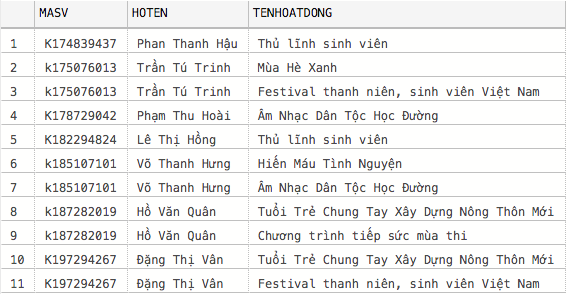 MASV HOTEN TENHOATDONG
1 K174839437 Phan Thanh Hậu Thủ lĩnh sinh viên
2 k175076013 Trần Tú Trinh Mùa Hè Xanh
3 k175076013 Trần Tú Trinh Festival thanh niên, sinh viên Việt Nam
4 K178729042 Phạm Thu Hoài Âm Nhạc Dân Tộc Học Đường
5 K182294824 Lê Thị Hồng Thủ lĩnh sinh viên
6 k185107101 Võ Thanh Hưng Hiến Máu Tình Nguyện
7 k185107101 Võ Thanh Hưng Âm Nhạc Dân Tộc Học Đường
8 k187282019 Hồ Văn Quân Tuổi Trẻ Chung Tay Xây Dựng Nông Thôn Mới
9 k187282019 Hồ Văn Quân Chương trình tiếp sức mùa thi
10 K197294267 Đặng Thị Vân Tuổi Trẻ Chung Tay Xây Dựng Nông Thôn Mới
11 K197294267 Đặng Thị Vân Festival thanh niên, sinh viên Việt Nam